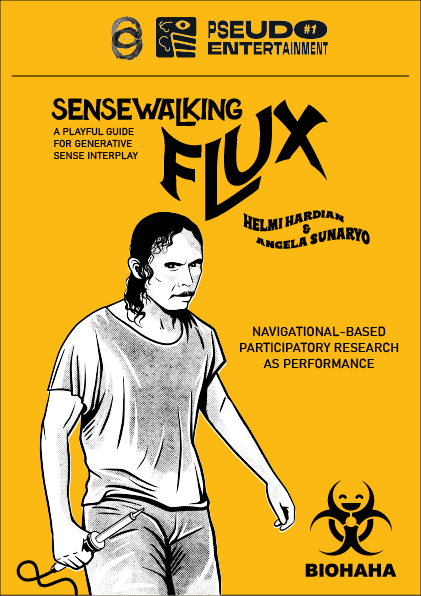 PSEUDO #1
ENTERTAINMENT
SENSEWALKING
FLUX
A PLAYFUL GUIDE
FOR GENERATIVE
SENSE INTERPLAY
HELMI HARDIAN
&
ANGELA SUNARYO
NAVIGATIONAL-BASED
PARTICIPATORY RESEARCH
AS PERFORMANCE
BIOHAHA